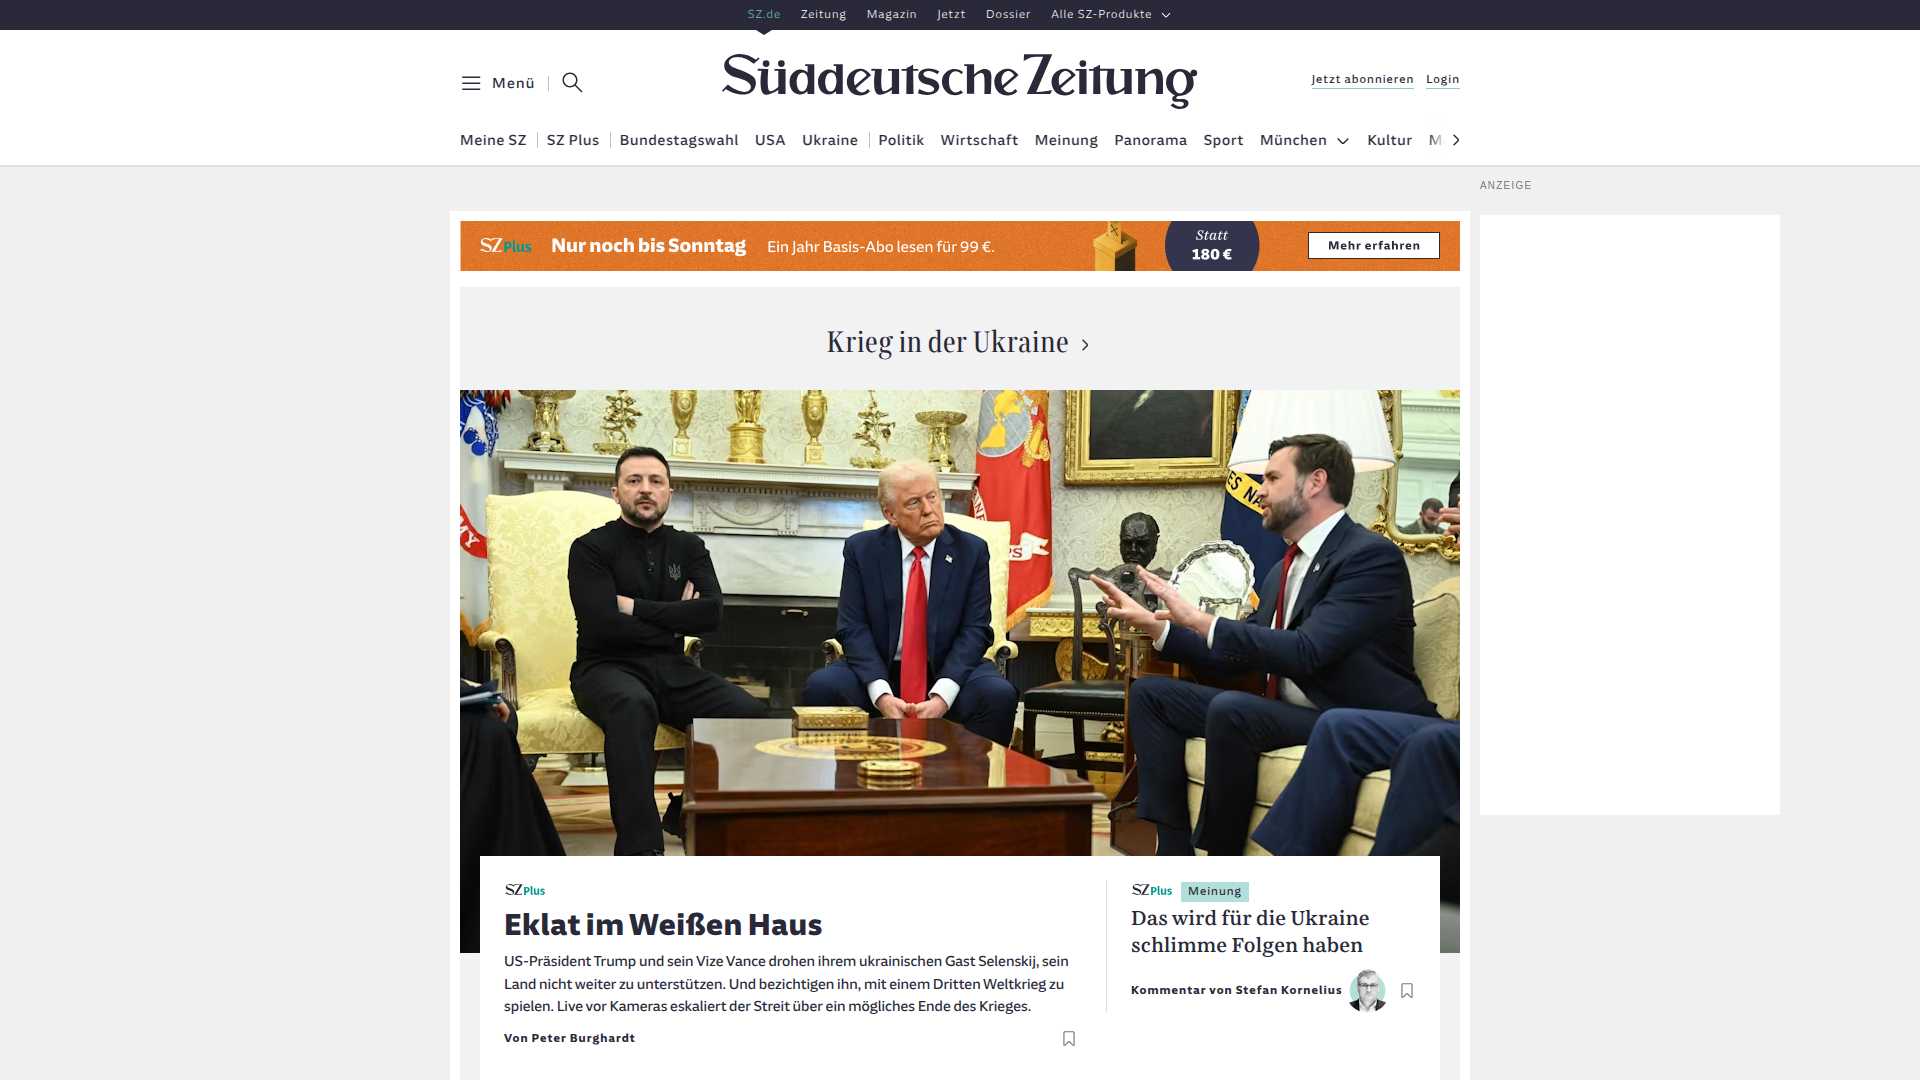 SZ.de Zeitung Magazin Jetzt Dossier Alle SZ-Produkte
Menü
Süddeutsche Zeitung
Jetzt abonnieren Login
Meine SZ SZ Plus Bundestagswahl USA Ukraine Politik Wirtschaft Meinung Panorama Sport München Kultur M
ANZEIGE
SZ Plus Nur noch bis Sonntag Ein Jahr Basis-Abo lesen für 99 €.
Statt
180 €
Mehr erfahren
Krieg in der Ukraine
SZ Plus
Eklat im Weißen Haus
US-Präsident Trump und sein Vize Vance drohen ihrem ukrainischen Gast Selenskij, sein
Land nicht weiter zu unterstützen. Und bezichtigen ihn, mit einem Dritten Weltkrieg zu
spielen. Live vor Kameras eskaliert der Streit über ein mögliches Ende des Krieges.
Von Peter Burghardt
SZ Plus Meinung
Das wird für die Ukraine
schlimme Folgen haben
Kommentar von Stefan Kornelius